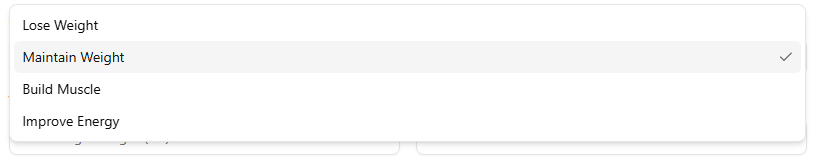 Lose Weight
Maintain Weight
Build Muscle
Improve Energy